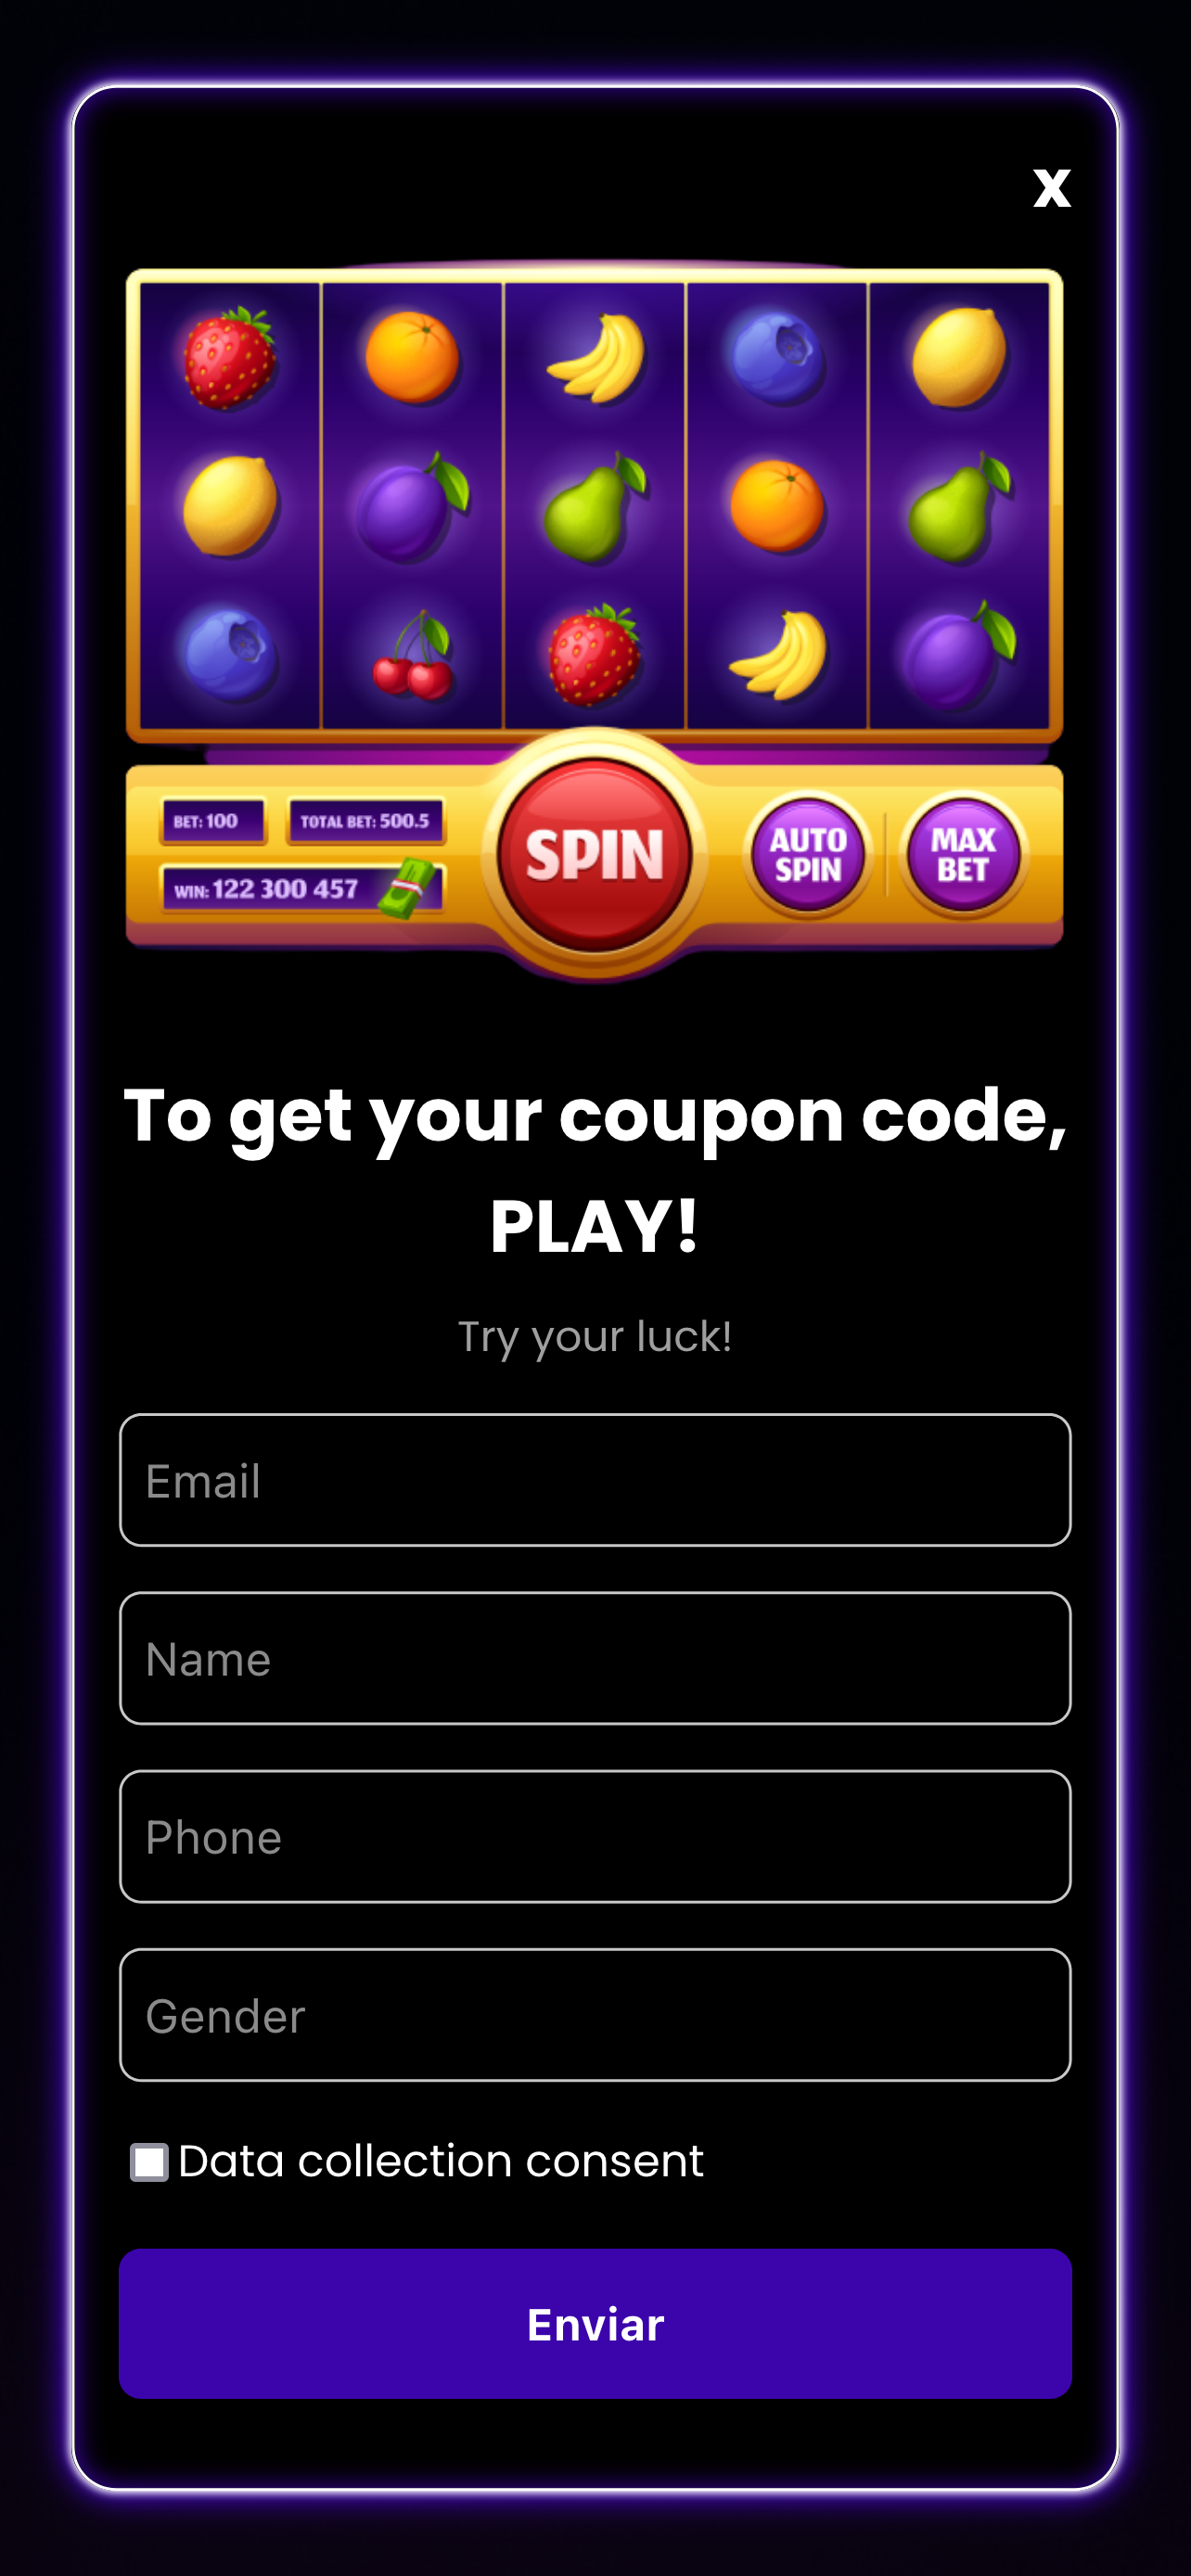 X
BET: 100
TOTAL BET: 500.5
WIN: 122 300 457
SPIN
AUTO
SPIN
MAX
BET
To get your coupon code,
PLAY!
Try your luck!
Email
Name
Phone
Gender
Data collection consent
Enviar